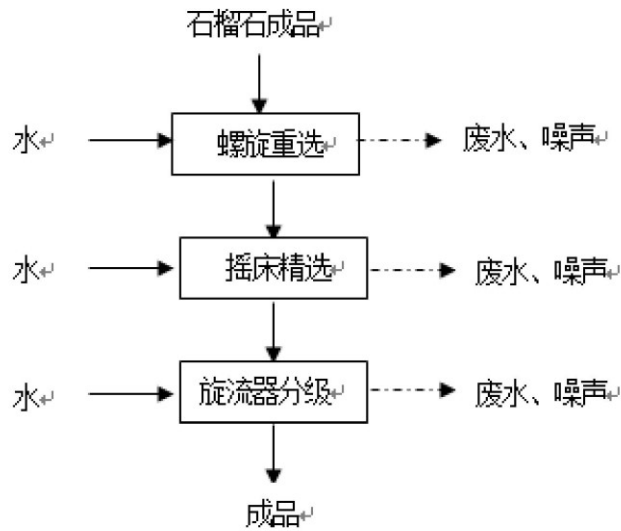 石榴石成品
水 螺旋重选 废水、噪声
水 摇床精选 废水、噪声
水 旋流器分级 废水、噪声
成品